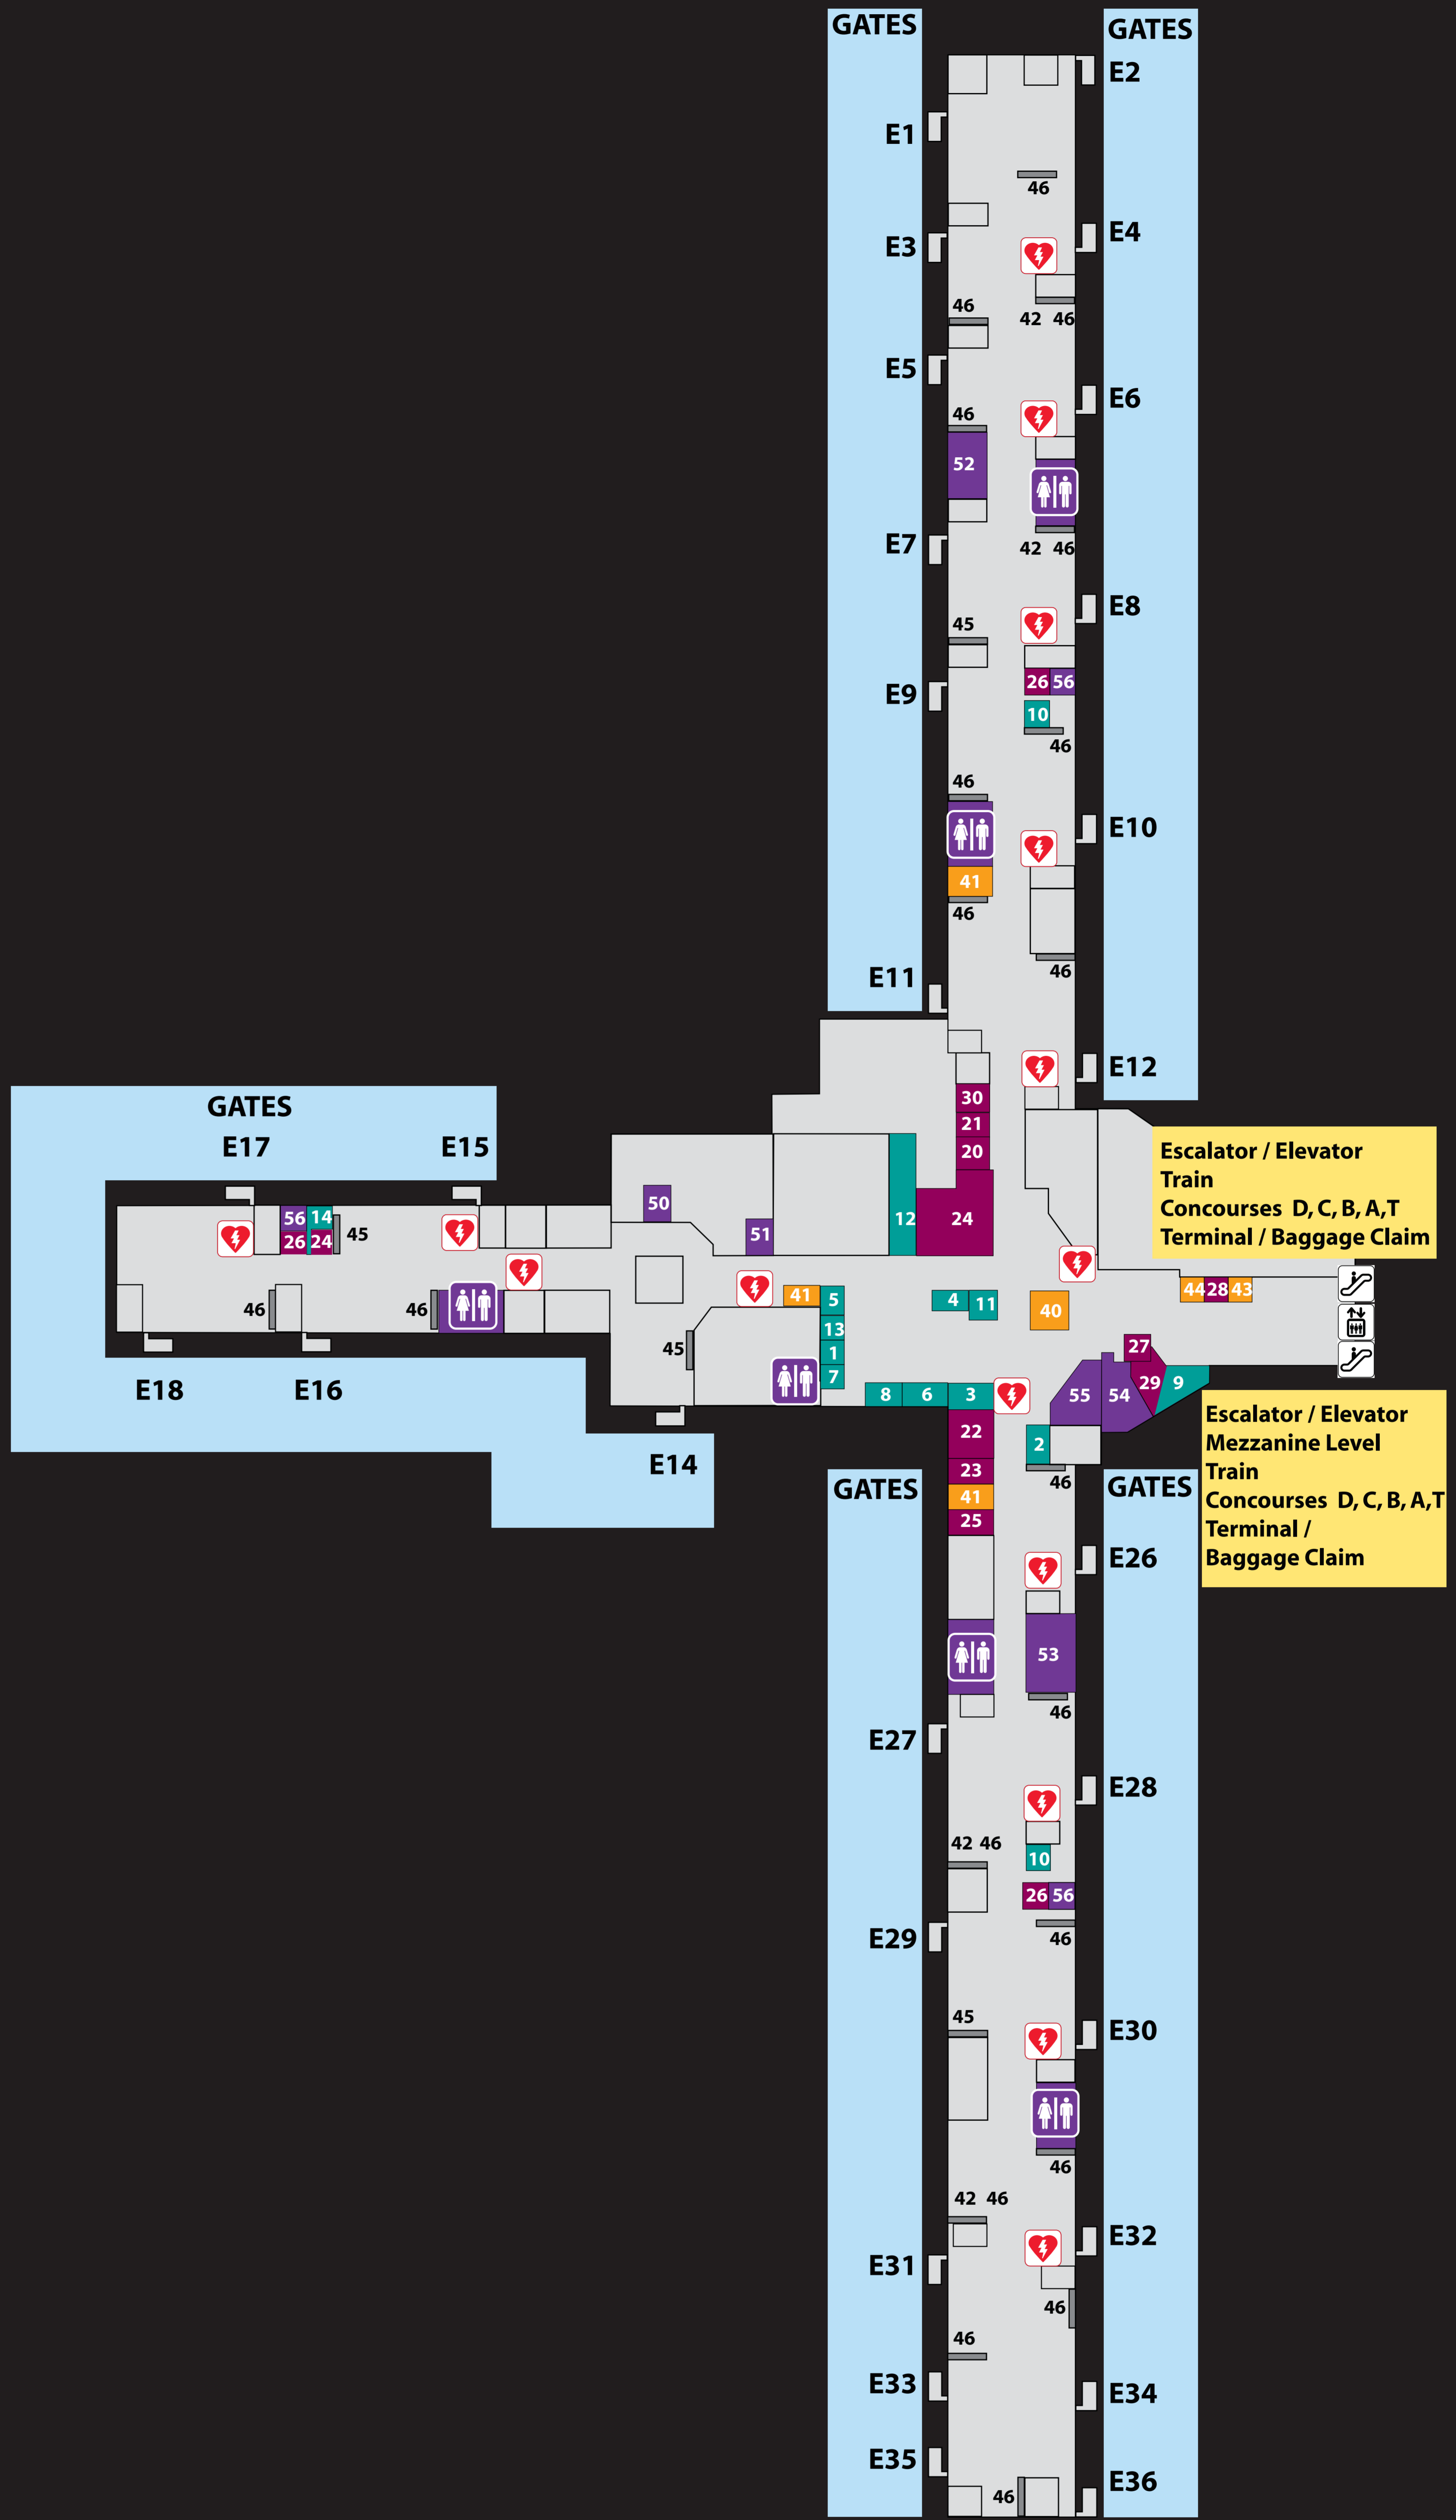 GATES
GATES
E2
E1
46
E4
E3
46
42 46
E5
E6
46
52
E7
42 46
E8
45
26 56
E9
10
46
46
E10
41
46
46
E11
E12
GATES
30
21
E17
E15
20
Escalator / Elevator
Train
Concourses D, C, B, A,T
Terminal / Baggage Claim
50
56 14
12
24
51
45
26 24
44 28 43
41
5
4
11
40
46
46
13
27
45
1
7
29
9
E18
E16
8
6
3
55
54
Escalator / Elevator
Mezzanine Level
Train
Concourses D, C, B, A,T
Terminal /
Baggage Claim
22
2
E14
23
46
GATES
GATES
41
25
E26
53
46
E27
E28
42 46
10
26 56
E29
46
45
E30
46
42 46
E32
E31
46
46
E33
E34
E35
E36
46